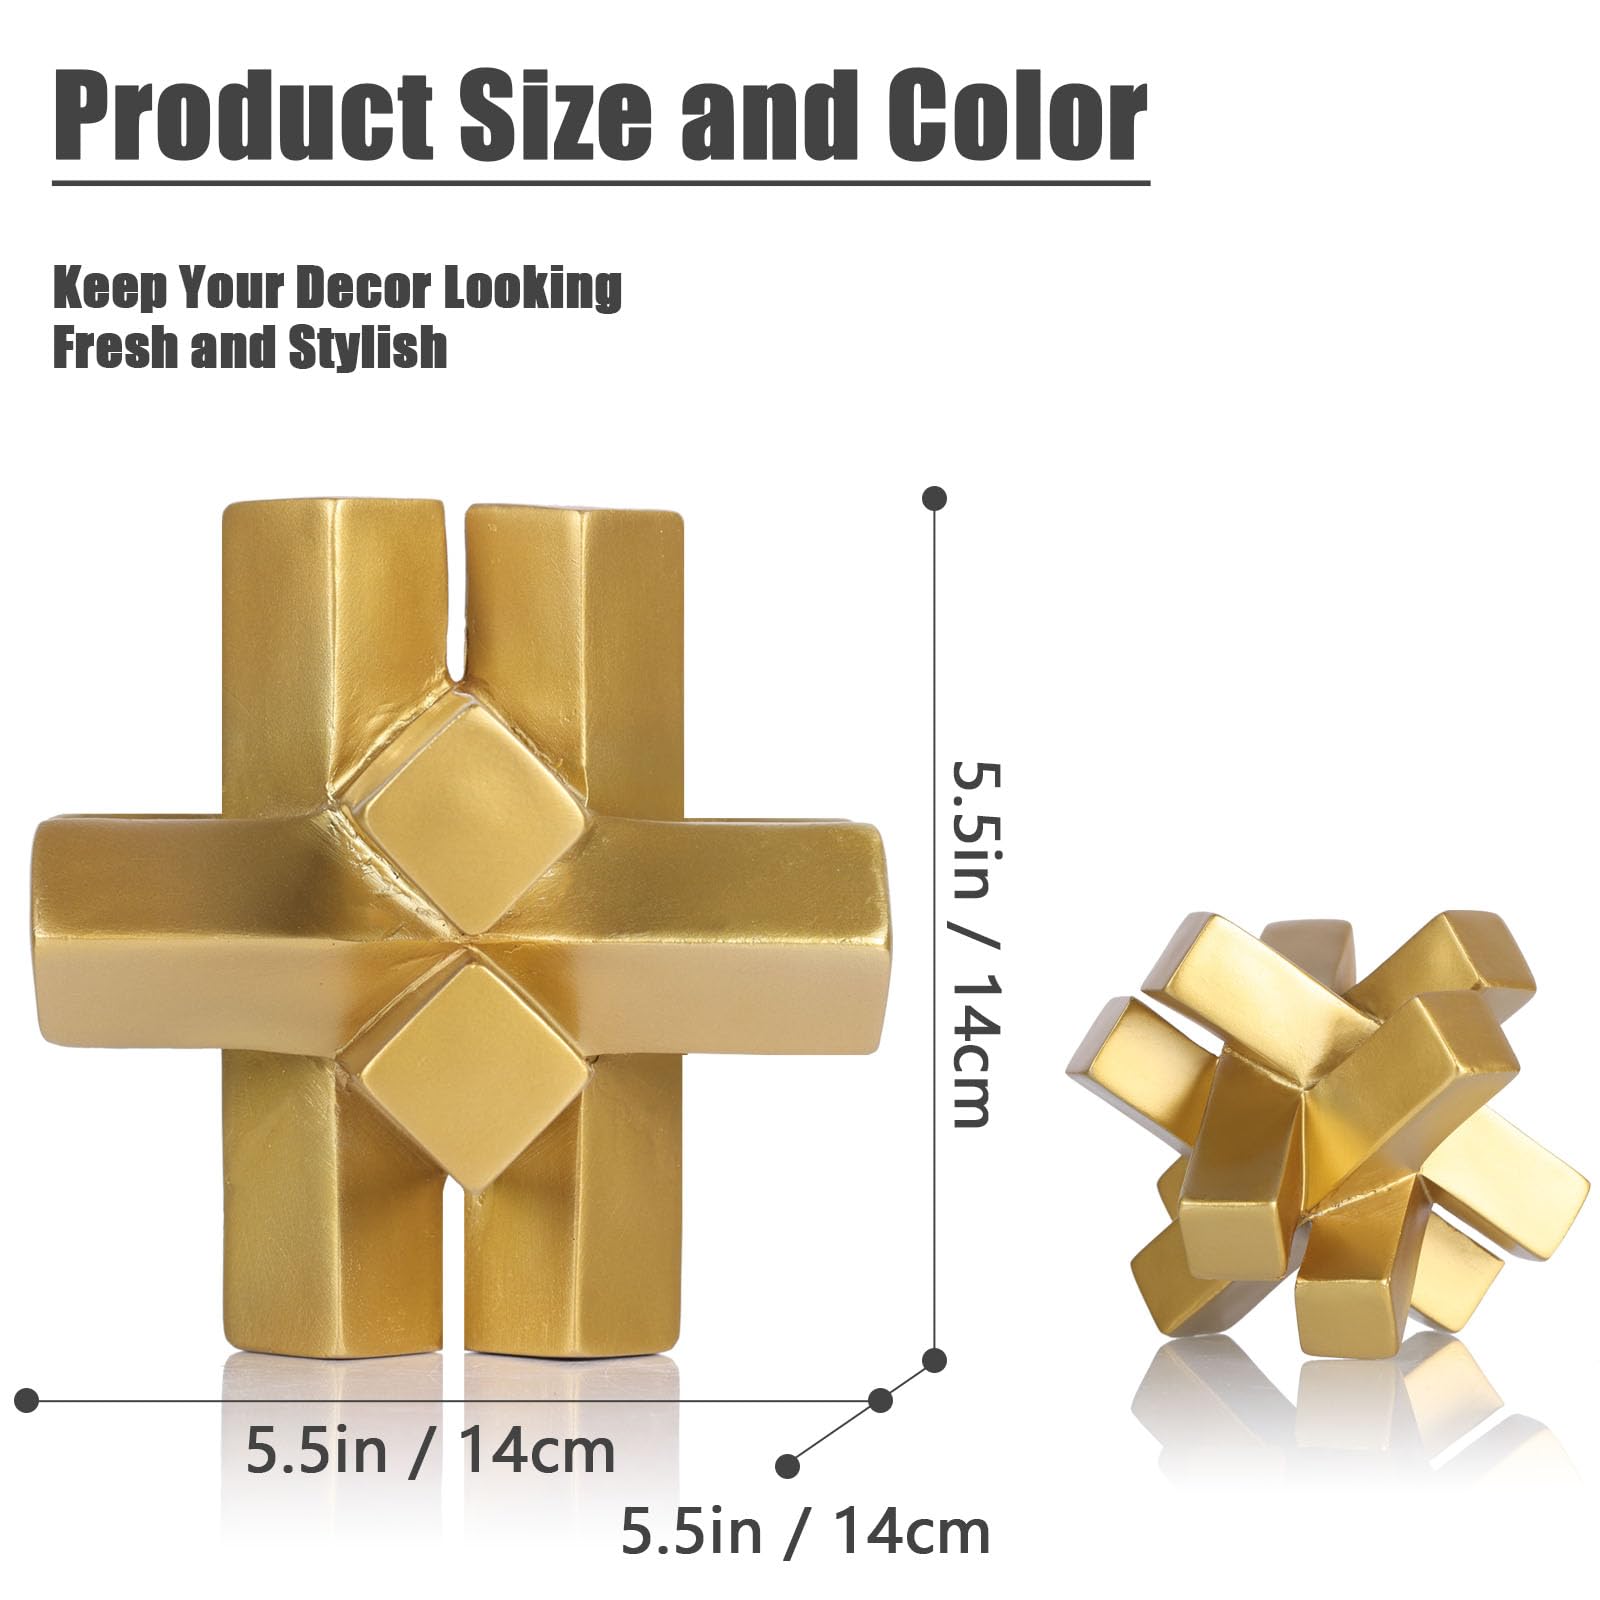 Product Size and Color
Keep Your Decor Looking
Fresh and Stylish
5.5in / 14cm
5.5in / 14cm
5.5in / 14cm